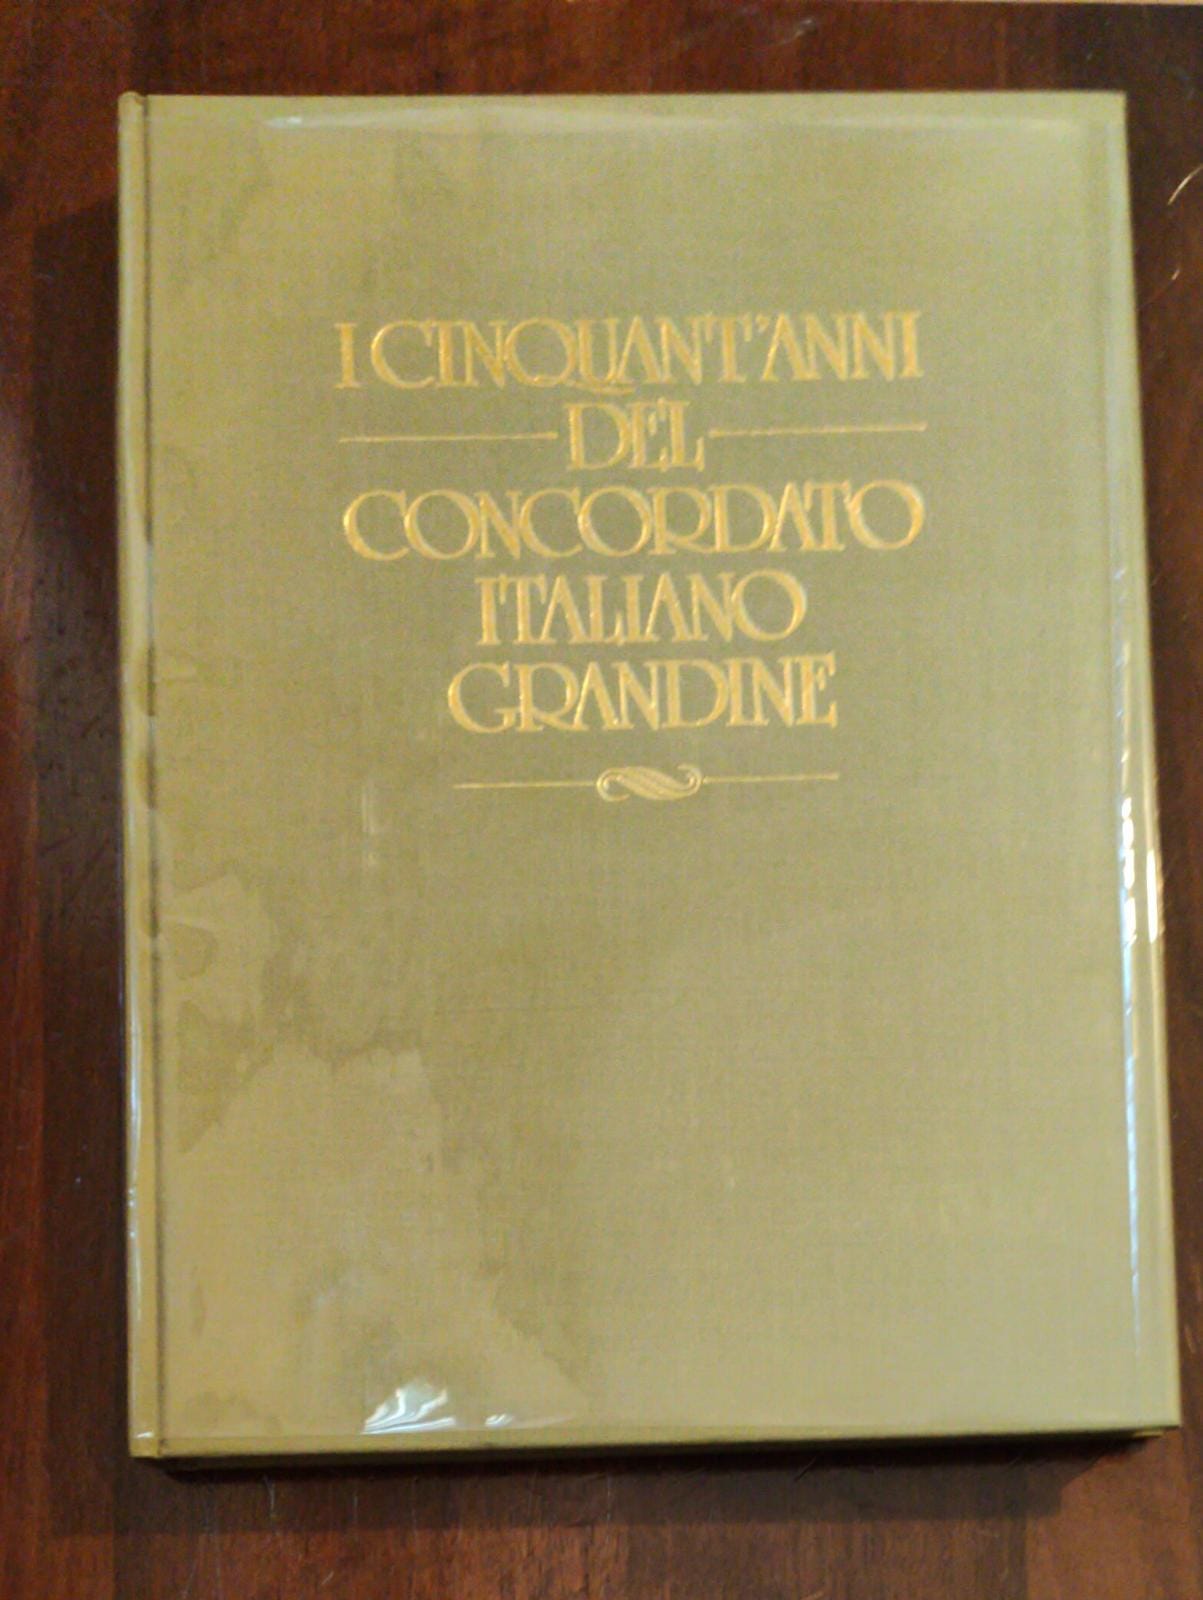 I CINQUANT'ANNI
DEL
CONCORDATO
ITALIANO
GRANDINE